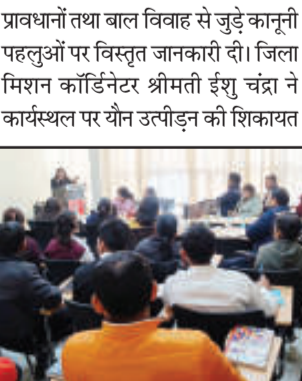 प्रावधानों तथा बाल विवाह से जुड़े कानूनी
पहलुओं पर विस्तृत जानकारी दी। जिला
मिशन कॉर्डिनेटर श्रीमती ईशु चंद्रा ने
कार्यस्थल पर यौन उत्पीड़न की शिकायत